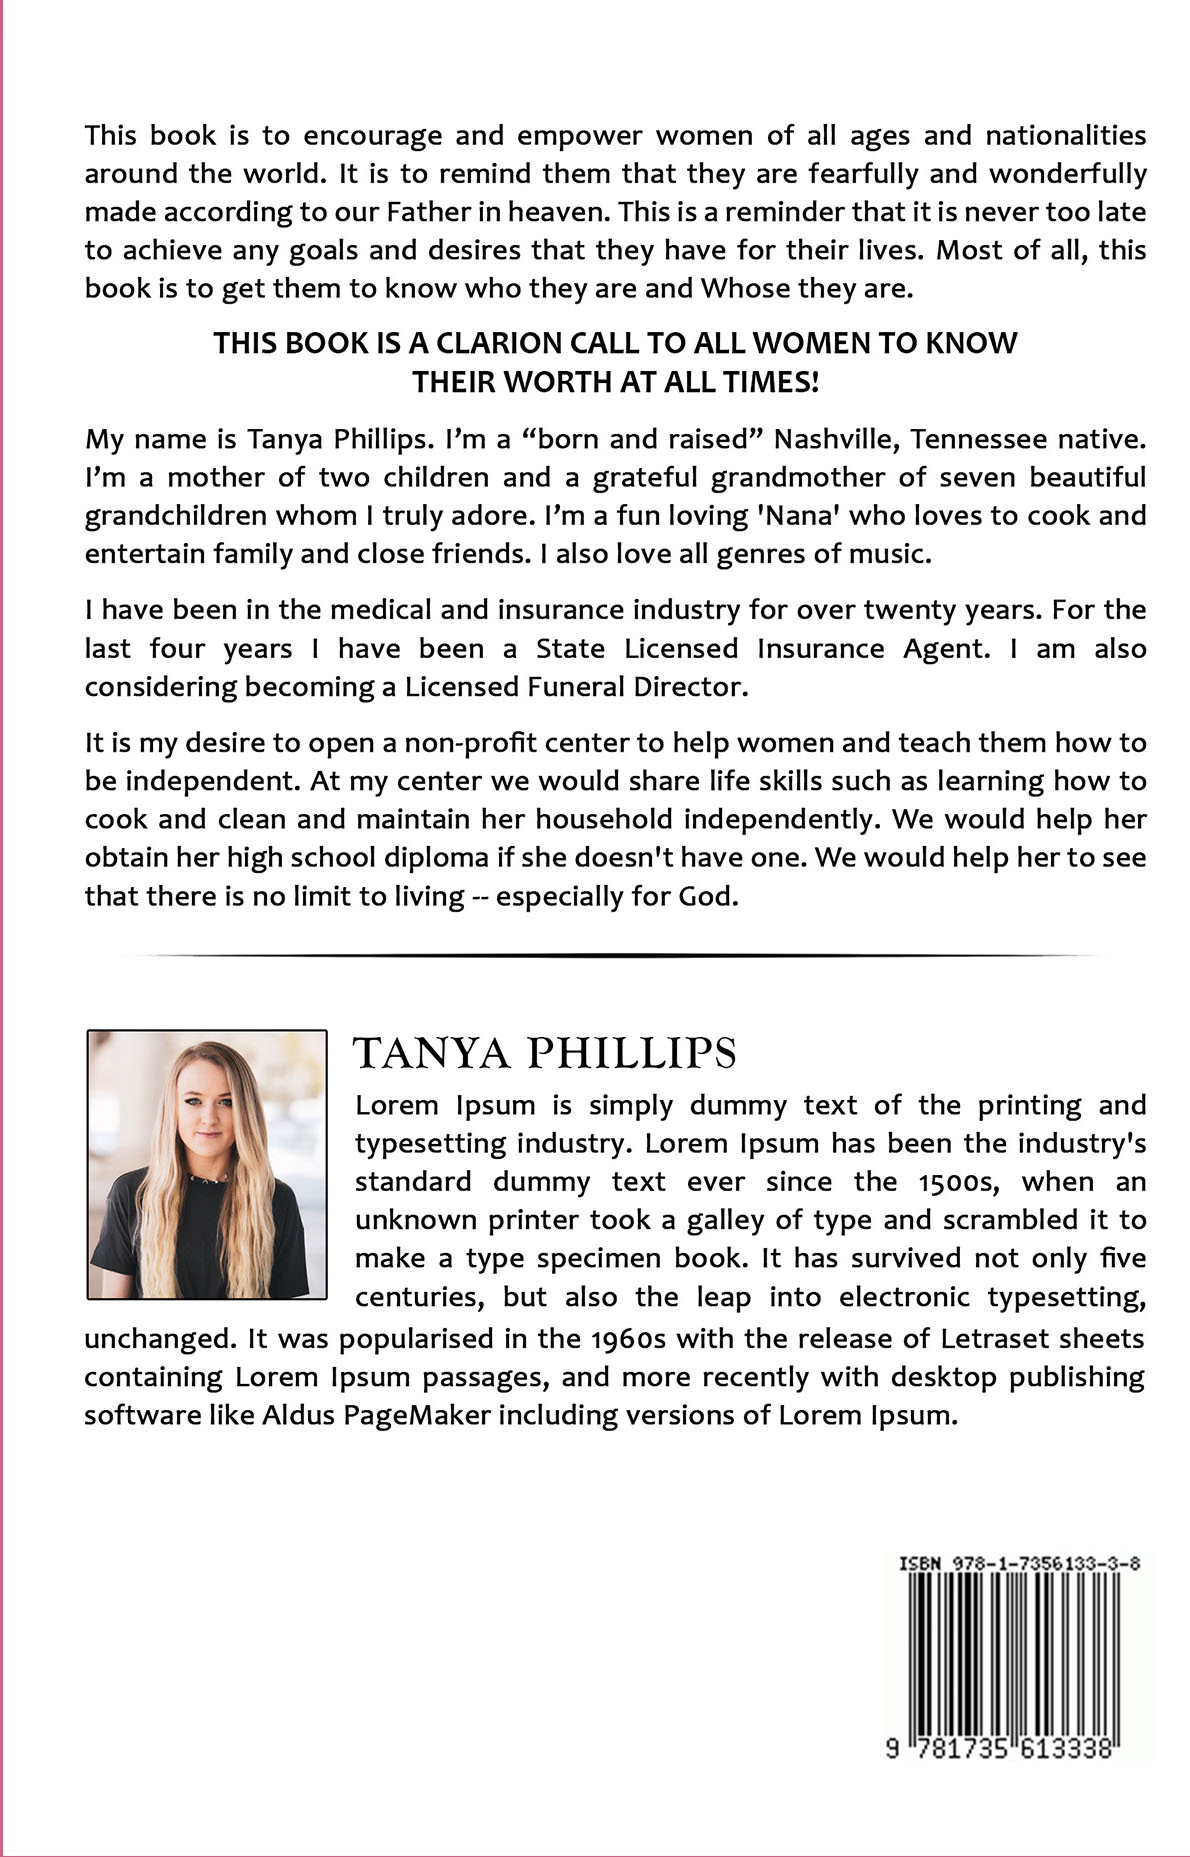 This book is to encourage and empower women of all ages and nationalities
around the world. It is to remind them that they are fearfully and wonderfully
made according to our Father in heaven. This is a reminder that it is never too late
to achieve any goals and desires that they have for their lives. Most of all, this
book is to get them to know who they are and Whose they are.
THIS BOOK IS A CLARION CALL TO ALL WOMEN TO KNOW
THEIR WORTH AT ALL TIMES!
My name is Tanya Phillips. I’m a “born and raised” Nashville, Tennessee native.
I’m a mother of two children and a grateful grandmother of seven beautiful
grandchildren whom I truly adore. I’m a fun loving 'Nana' who loves to cook and
entertain family and close friends. I also love all genres of music.
I have been in the medical and insurance industry for over twenty years. For the
last four years I have been a State Licensed Insurance Agent. I am also
considering becoming a Licensed Funeral Director.
It is my desire to open a non-profit center to help women and teach them how to
be independent. At my center we would share life skills such as learning how to
cook and clean and maintain her household independently. We would help her
obtain her high school diploma if she doesn't have one. We would help her to see
that there is no limit to living -- especially for God.
TANYA PHILLIPS
Lorem Ipsum is simply dummy text of the printing and
typesetting industry. Lorem Ipsum has been the industry's
standard dummy text ever since the 1500s, when an
unknown printer took a galley of type and scrambled it to
make a type specimen book. It has survived not only five
centuries, but also the leap into electronic typesetting,
unchanged. It was popularised in the 1960s with the release of Letraset sheets
containing Lorem Ipsum passages, and more recently with desktop publishing
software like Aldus PageMaker including versions of Lorem Ipsum.
ISBN 978-1-7356133-3-8
9 781735 613338